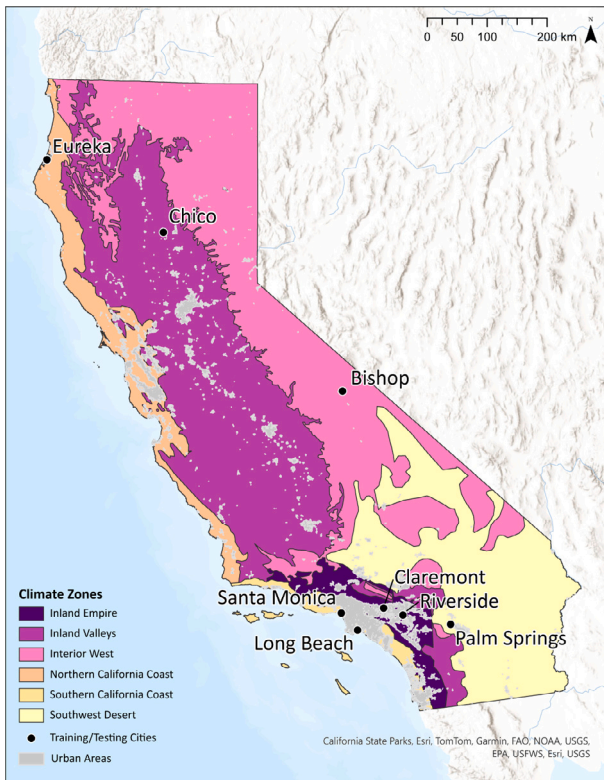 0 50 100 200 km
N
Eureka
Chico
Bishop
Claremont
Santa Monica
Riverside
Long Beach
Palm Springs
Climate Zones
Inland Empire
Inland Valleys
Interior West
Northern California Coast
Southern California Coast
Southwest Desert
Training/Testing Cities
Urban Areas
California State Parks, Esri, TomTom, Garmin, FAO, NOAA, USGS,
EPA, USFWS, Esri, USGS